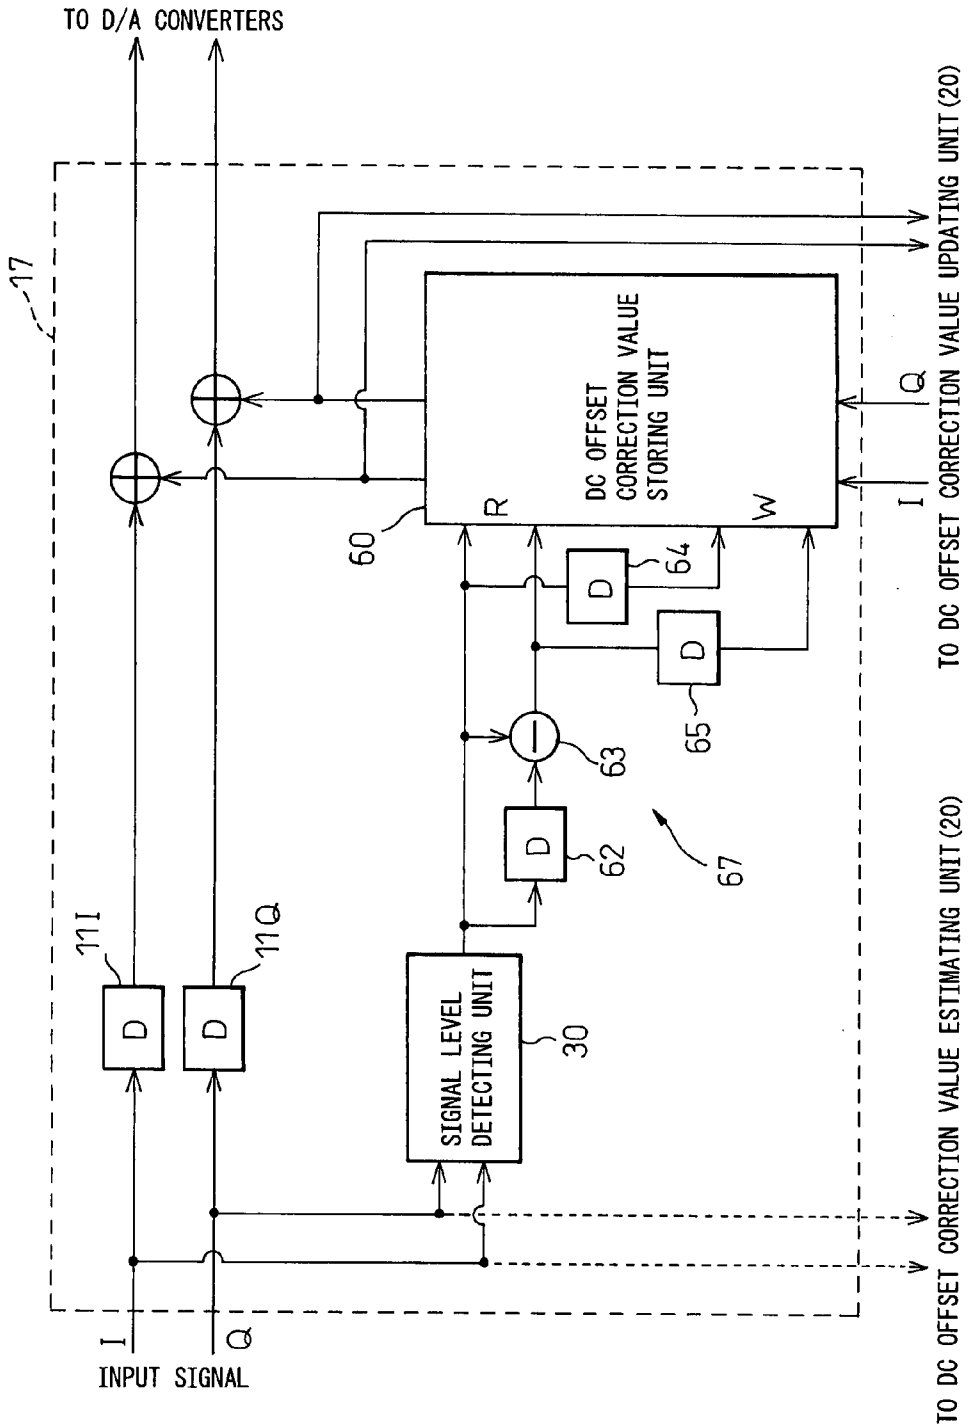 TO D/A CONVERTERS
17
11I
11Q
D
D
INPUT SIGNAL
I
Q
SIGNAL LEVEL
DETECTING UNIT
30
D
62
−
63
67
D
64
D
65
60
R
W
DC OFFSET
CORRECTION VALUE
STORING UNIT
I
Q
TO DC OFFSET CORRECTION VALUE UPDATING UNIT(20)
TO DC OFFSET CORRECTION VALUE ESTIMATING UNIT(20)